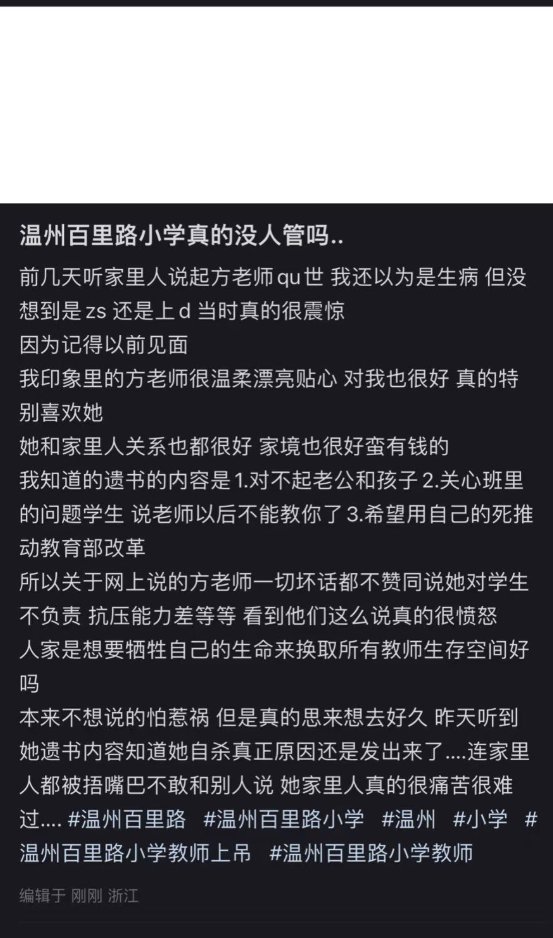 温州百里路小学真的没人管吗..
前几天听家里人说起方老师qu世 我还以为是生病 但没
想到是zs 还是上d 当时真的很震惊
因为记得以前见面
我印象里的方老师很温柔漂亮贴心 对我也很好 真的特
别喜欢她
她和家里人关系也都很好 家境也很好蛮有钱的
我知道的遗书的内容是1.对不起老公和孩子2.关心班里
的问题学生 说老师以后不能教你了3.希望用自己的死推
动教育部改革
所以关于网上说的方老师一切坏话都不赞同说她对学生
不负责 抗压能力差等等 看到他们这么说真的很愤怒
人家是想要牺牲自己的生命来换取所有教师生存空间好
吗
本来不想说的怕惹祸 但是真的思来想去好久 昨天听到
她遗书内容知道她自杀真正原因还是发出来了....连家里
人都被捂嘴巴不敢和别人说 她家里人真的很痛苦很难
过.... #温州百里路 #温州百里路小学 #温州 #小学 #
温州百里路小学教师上吊 #温州百里路小学教师
编辑于 刚刚 浙江